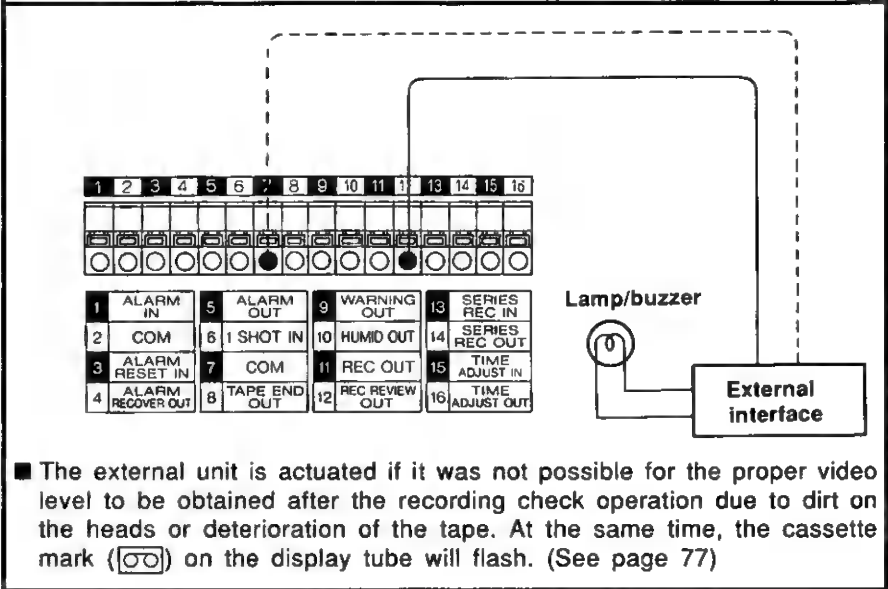 1 2 3 4 5 6 7 8 9 10 11 12 13 14 15 16
1 ALARM IN 5 ALARM OUT 9 WARNING OUT 13 SERIES REC IN
2 COM 6 1 SHOT IN 10 HUMID OUT 14 SERIES REC OUT
3 ALARM RESET IN 7 COM 11 REC OUT 15 TIME ADJUST IN
4 ALARM RECOVER OUT 8 TAPE END OUT 12 REC REVIEW OUT 16 TIME ADJUST OUT
Lamp/buzzer
External
interface
■ The external unit is actuated if it was not possible for the proper video
level to be obtained after the recording check operation due to dirt on
the heads or deterioration of the tape. At the same time, the cassette
mark ( ) on the display tube will flash. (See page 77)